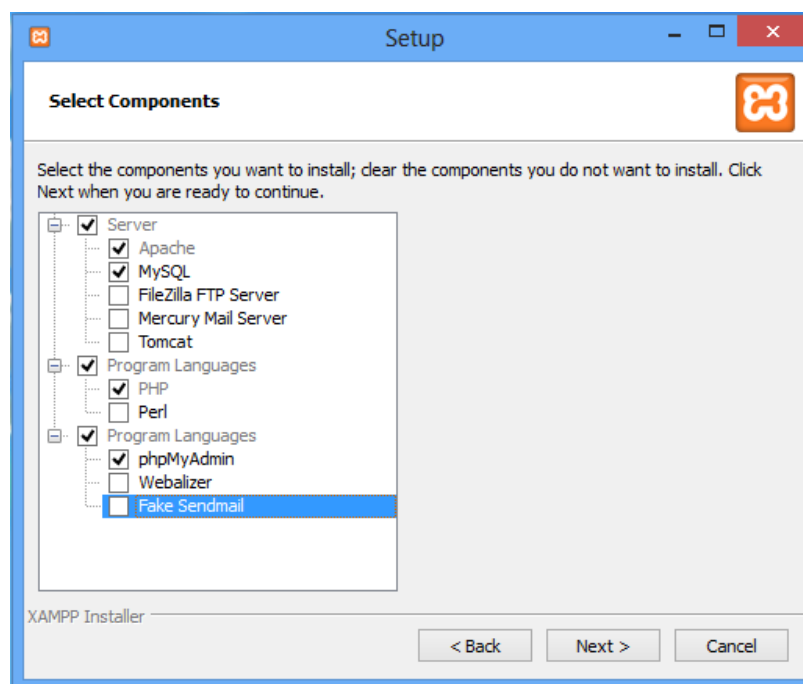 Setup
Select Components
Select the components you want to install; clear the components you do not want to install. Click
Next when you are ready to continue.
Server
Apache
MySQL
FileZilla FTP Server
Mercury Mail Server
Tomcat
Program Languages
PHP
Perl
Program Languages
phpMyAdmin
Webalizer
Fake Sendmail
XAMPP Installer
< Back
Next >
Cancel